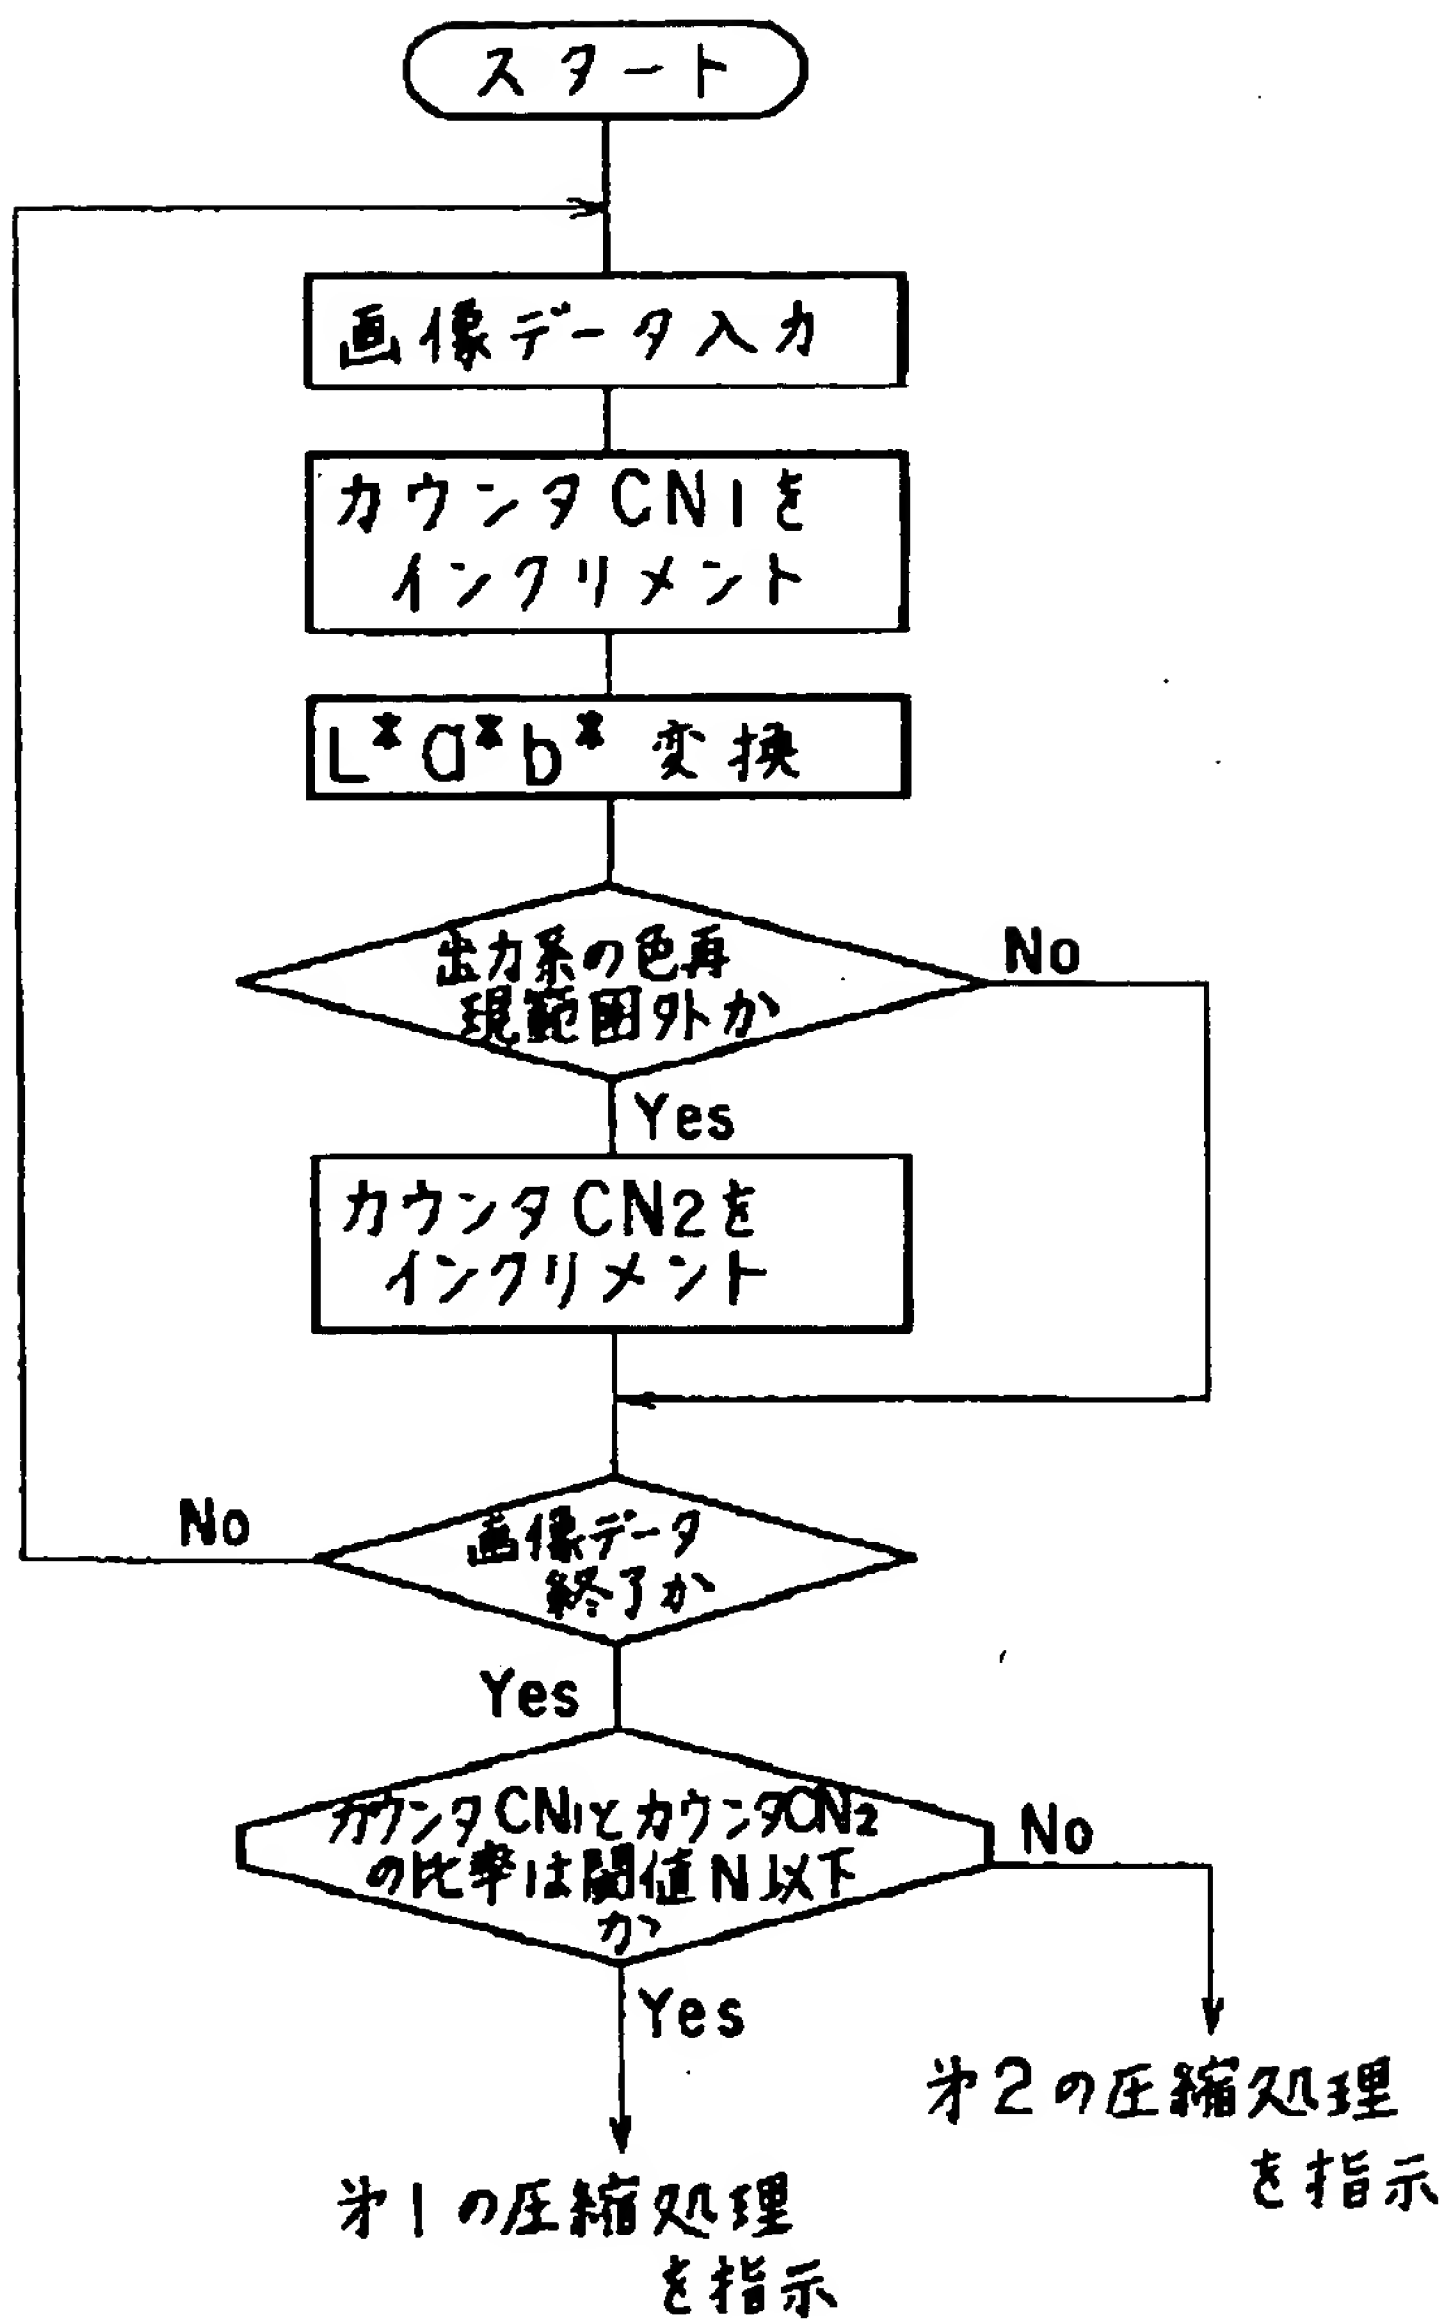 スタート
画像データ入力
カウンタCN1を
インクリメント
L*a*b* 変換
出力系の色再
現範囲外か
No
Yes
カウンタCN2を
インクリメント
画像データ
終了か
No
Yes
カウンタCN1とカウンタCN2
の比率は閾値N以下
か
No
Yes
第2の圧縮処理
を指示
第1の圧縮処理
を指示